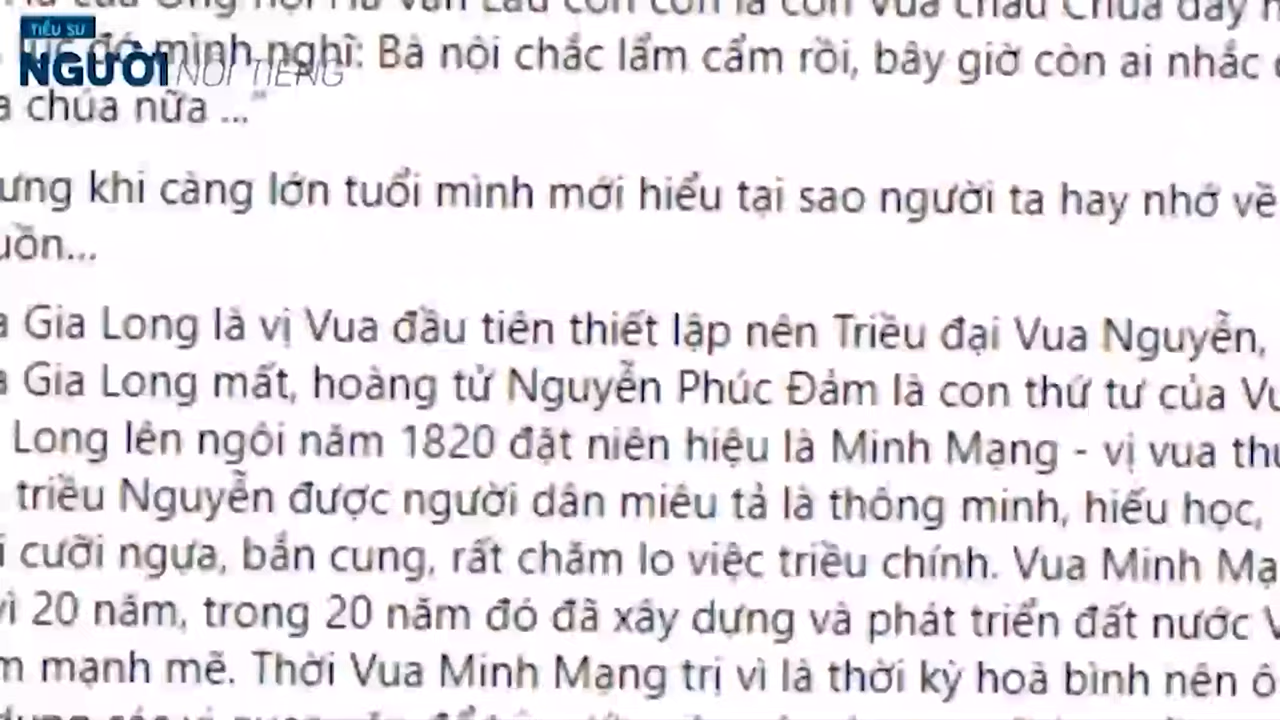 TIỂU SU
NGƯỜI NỔI TIẾNG
lúc đó mình nghĩ: Bà nội chắc lẩm cẩm rồi, bây giờ còn ai nhắc
chúa nữa ..."
ưng khi càng lớn tuổi mình mới hiểu tại sao người ta hay nhớ về
uồn...
Gia Long là vị Vua đầu tiên thiết lập nên Triều đại Vua Nguyễn,
Gia Long mất, hoàng tử Nguyễn Phúc Đảm là con thứ tư của Vu
Long lên ngôi năm 1820 đặt niên hiệu là Minh Mạng - vị vua thu
triều Nguyễn được người dân miêu tả là thông minh, hiếu học,
cưỡi ngựa, bắn cung, rất chăm lo việc triều chính. Vua Minh Mạ
vì 20 năm, trong 20 năm đó đã xây dựng và phát triển đất nước V
m mạnh mẽ. Thời Vua Minh Mạng trị vì là thời kỳ hoà bình nên ô